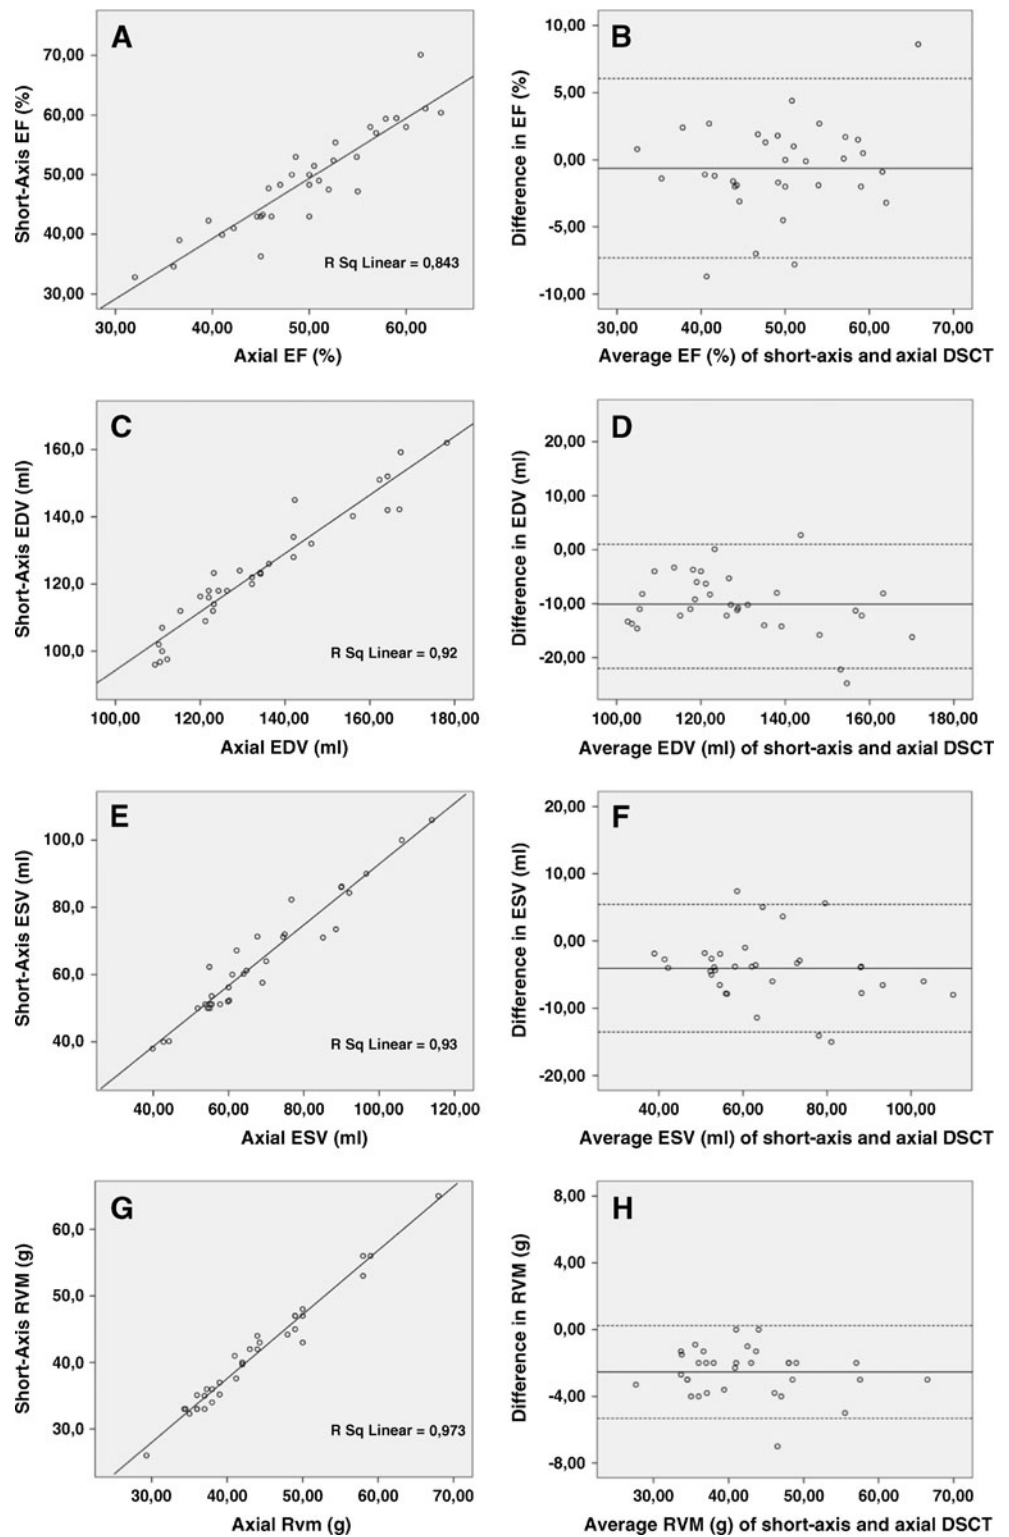 A
70,00
60,00
50,00
40,00
30,00
Short-Axis EF (%)
R Sq Linear = 0,843
30,00 40,00 50,00 60,00
Axial EF (%)
B
10,00
5,00
0,00
-5,00
-10,00
Difference in EF (%)
30,00 40,00 50,00 60,00 70,00
Average EF (%) of short-axis and axial DSCT
C
160,0
140,0
120,0
100,0
Short-Axis EDV (ml)
R Sq Linear = 0,92
100,00 120,00 140,00 160,00 180,00
Axial EDV (ml)
D
20,00
10,00
0,00
-10,00
-20,00
Difference in EDV (ml)
100,00 120,00 140,00 160,00 180,00
Average EDV (ml) of short-axis and axial DSCT
E
100,0
80,0
60,0
40,0
Short-Axis ESV (ml)
R Sq Linear = 0,93
40,00 60,00 80,00 100,00 120,00
Axial ESV (ml)
F
20,00
10,00
0,00
-10,00
-20,00
Difference in ESV (ml)
40,00 60,00 80,00 100,00
Average ESV (ml) of short-axis and axial DSCT
G
60,0
50,0
40,0
30,0
Short-Axis RVM (g)
R Sq Linear = 0,973
30,00 40,00 50,00 60,00 70,00
Axial Rvm (g)
H
8,00
4,00
0,00
-4,00
-8,00
Difference in RVM (g)
30,00 40,00 50,00 60,00 70,00
Average RVM (g) of short-axis and axial DSCT